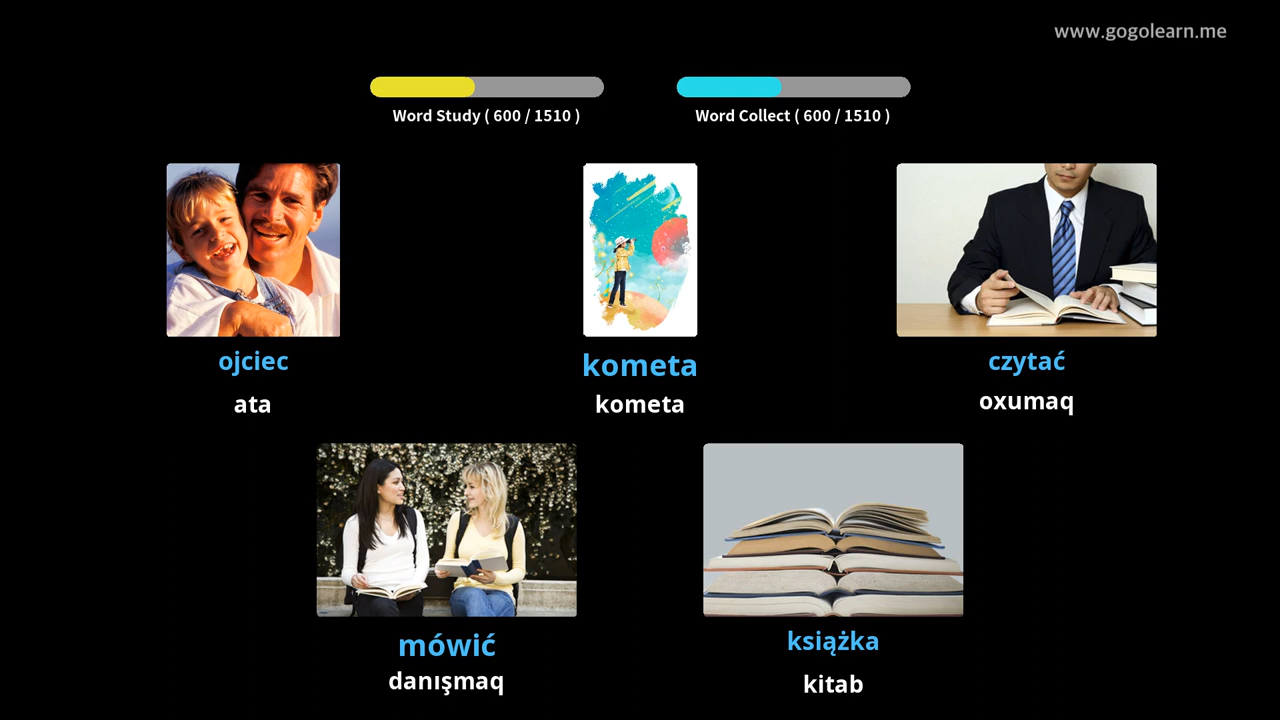 www.gogolearn.me
Word Study ( 600 / 1510 )
Word Collect ( 600 / 1510 )
ojciec
ata
kometa
kometa
czytać
oxumaq
mówić
danışmaq
książka
kitab